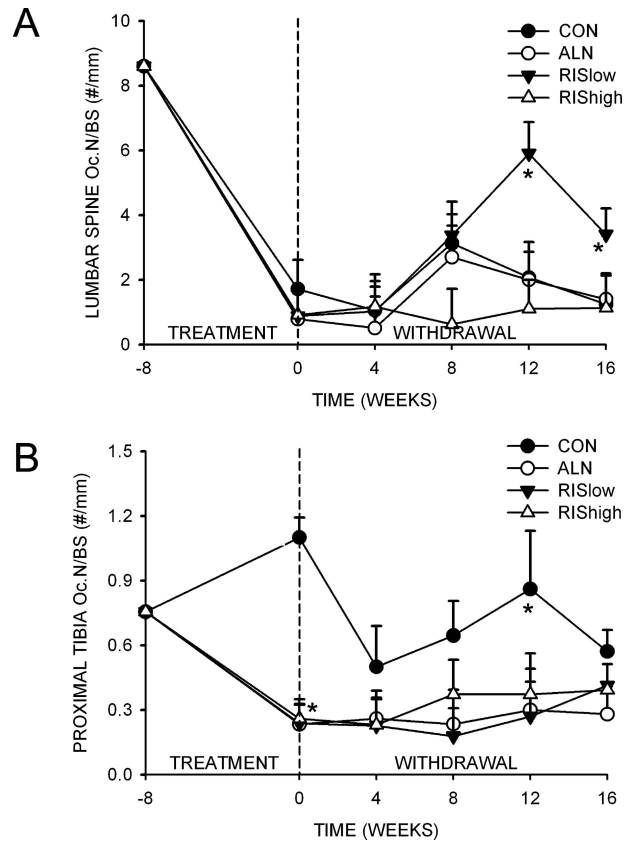 A
LUMBAR SPINE Oc.N/BS (#/mm)
10
8
6
4
2
0
CON
ALN
RISlow
RIShigh
*
*
TREATMENT
WITHDRAWAL
-8 0 4 8 12 16
TIME (WEEKS)
B
PROXIMAL TIBIA Oc.N/BS (#/mm)
1.5
1.2
0.9
0.6
0.3
0.0
CON
ALN
RISlow
RIShigh
*
*
TREATMENT
WITHDRAWAL
-8 0 4 8 12 16
TIME (WEEKS)